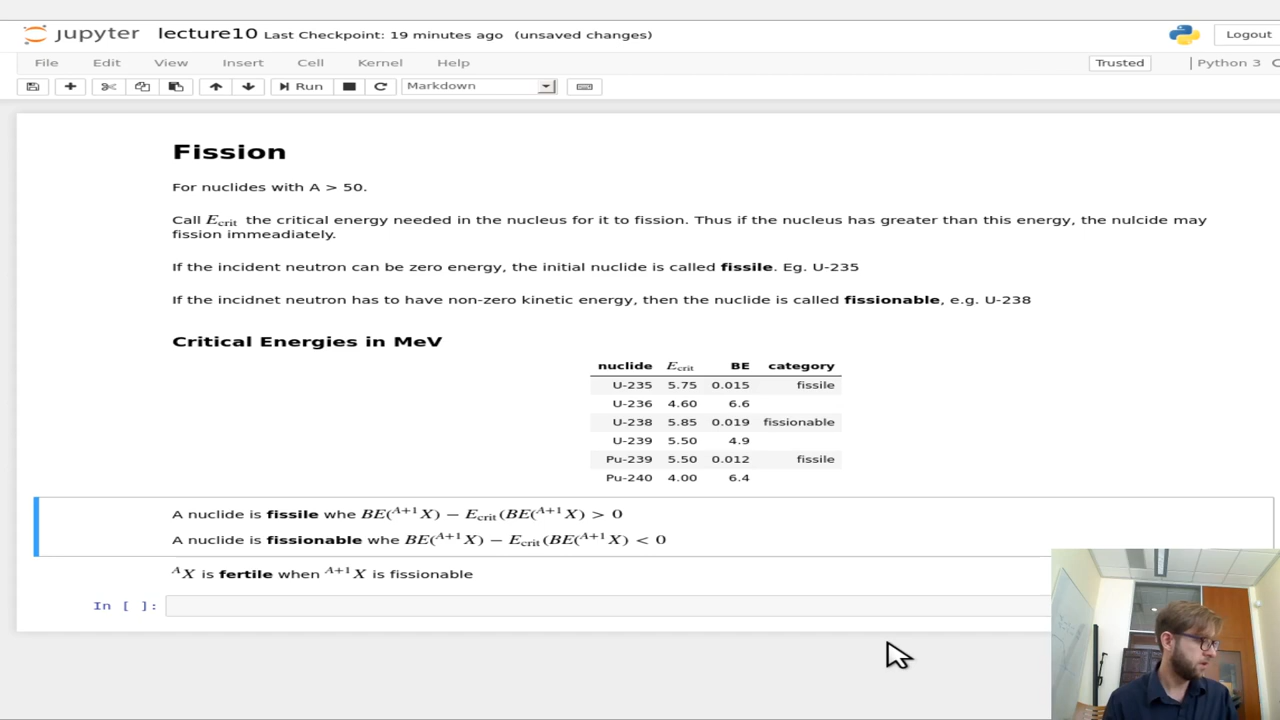 jupyter lecture10 Last Checkpoint: 19 minutes ago (unsaved changes) Logout
File Edit View Insert Cell Kernel Help Trusted Python 3
Run Markdown
Fission
For nuclides with A > 50.
Call E_crit the critical energy needed in the nucleus for it to fission. Thus if the nucleus has greater than this energy, the nulcide may
fission immeadiately.
If the incident neutron can be zero energy, the initial nuclide is called fissile. Eg. U-235
If the incidnet neutron has to have non-zero kinetic energy, then the nuclide is called fissionable, e.g. U-238
Critical Energies in MeV
nuclide E_crit BE category
U-235 5.75 0.015 fissile
U-236 4.60 6.6
U-238 5.85 0.019 fissionable
U-239 5.50 4.9
Pu-239 5.50 0.012 fissile
Pu-240 4.00 6.4
A nuclide is fissile whe BE(^{A+1}X) − E_crit(BE(^{A+1}X) > 0
A nuclide is fissionable whe BE(^{A+1}X) − E_crit(BE(^{A+1}X) < 0
^A X is fertile when ^{A+1}X is fissionable
In [ ]: